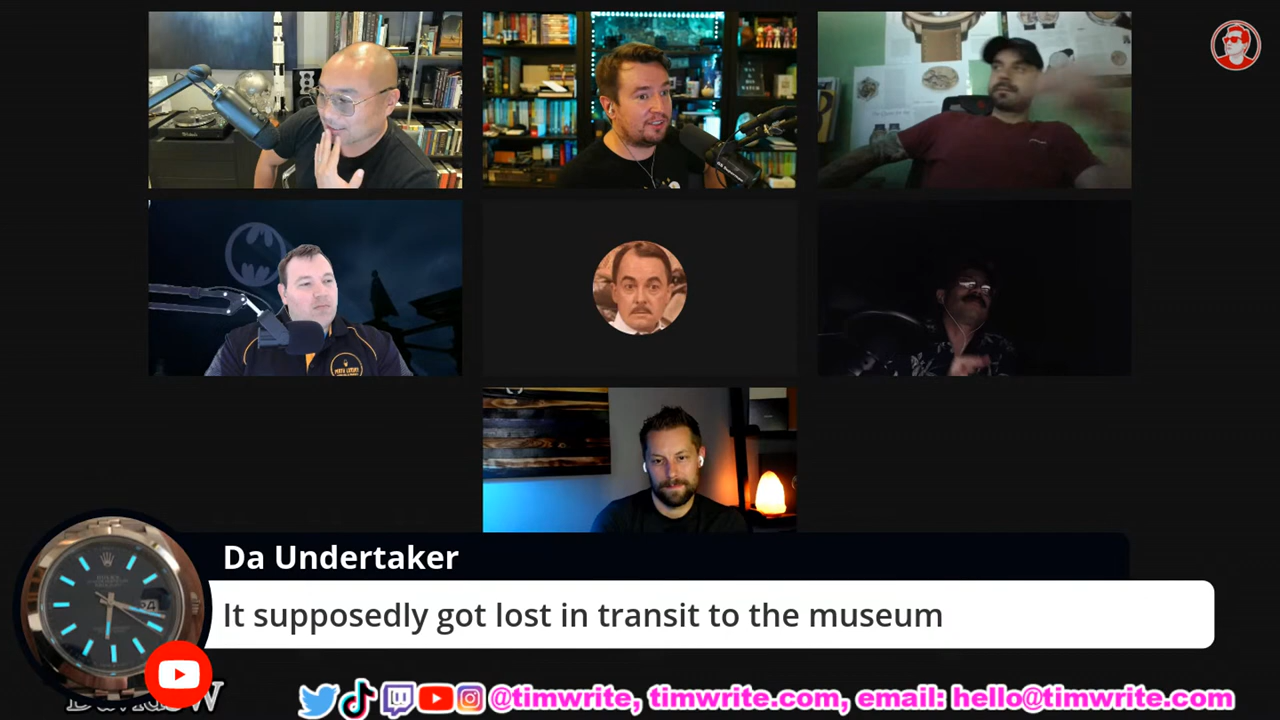 Da Undertaker
It supposedly got lost in transit to the museum
@timwrite, timwrite.com, email: hello@timwrite.com